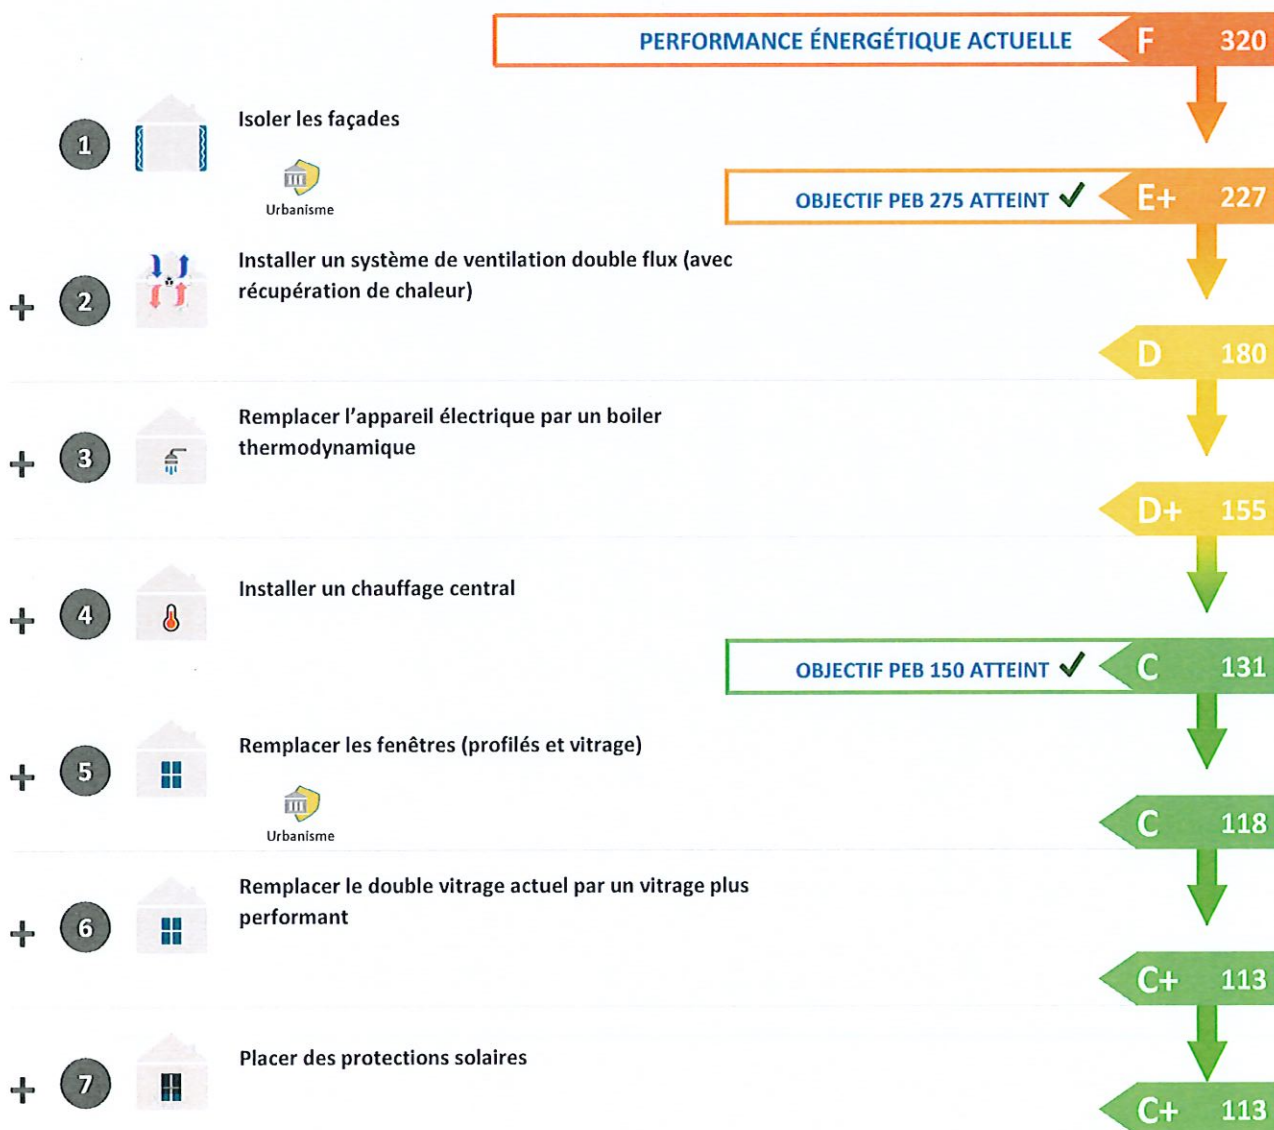 PERFORMANCE ÉNERGÉTIQUE ACTUELLE F 320
1 Isoler les façades
Urbanisme
OBJECTIF PEB 275 ATTEINT ✓ E+ 227
+ 2 Installer un système de ventilation double flux (avec
récupération de chaleur)
D 180
+ 3 Remplacer l'appareil électrique par un boiler
thermodynamique
D+ 155
+ 4 Installer un chauffage central
OBJECTIF PEB 150 ATTEINT ✓ C 131
+ 5 Remplacer les fenêtres (profilés et vitrage)
Urbanisme
C 118
+ 6 Remplacer le double vitrage actuel par un vitrage plus
performant
C+ 113
+ 7 Placer des protections solaires
C+ 113